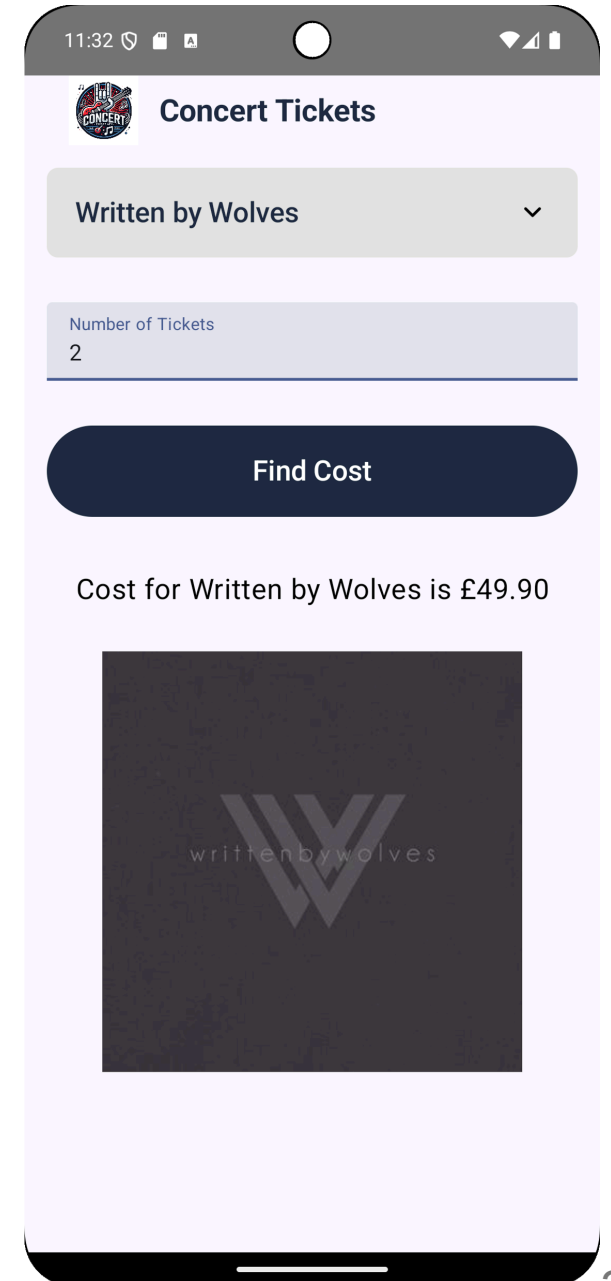 11:32
CONCERT
Concert Tickets
Written by Wolves
Number of Tickets
2
Find Cost
Cost for Written by Wolves is £49.90
writtenbywolves